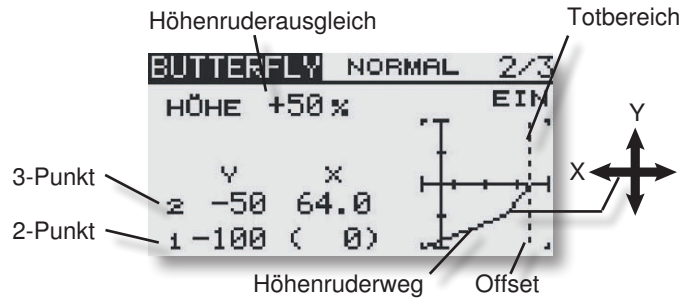 Höhenruderausgleich
Totbereich
BUTTERFLY NORMAL 2/3
HÖHE +50 %
EIN
Y
X
Y X
3-Punkt
2 -50 64.0
2-Punkt
1 -100 ( 0)
Höhenruderweg
Offset